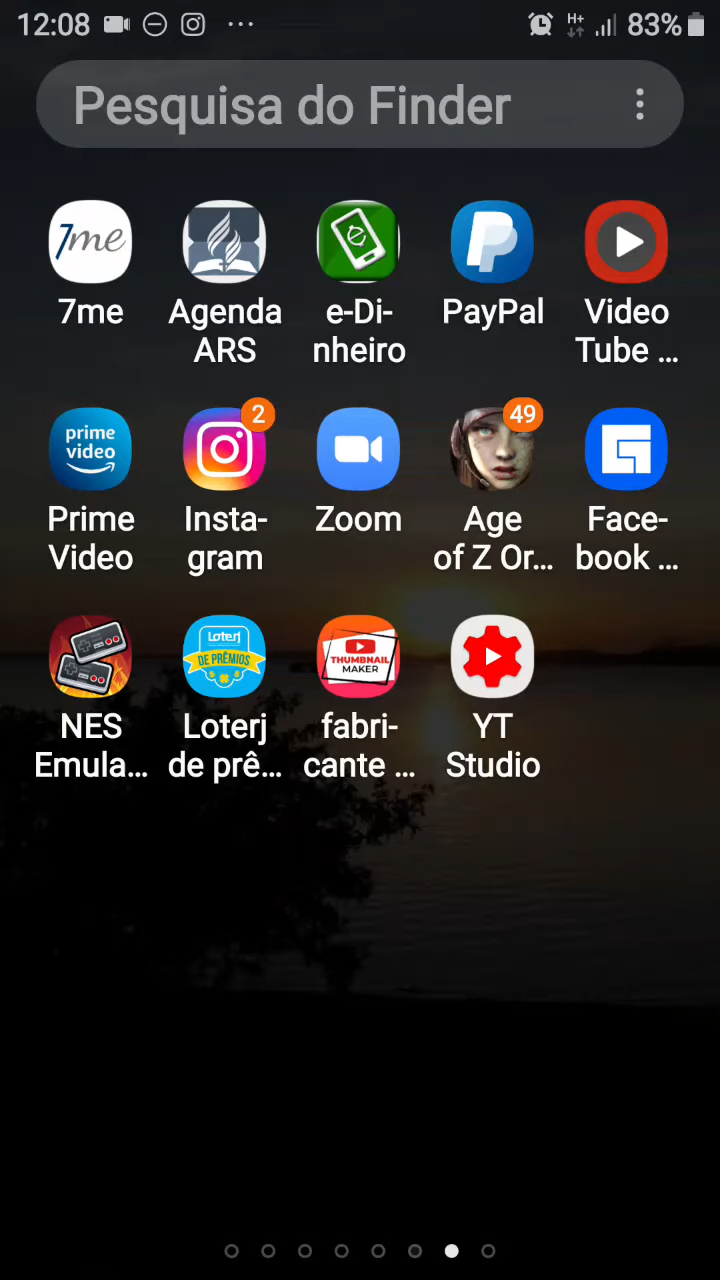 12:08 H+ 83%
Pesquisa do Finder
7me
7me
Agenda
ARS
e-Di-
nheiro
PayPal
Video
Tube ...
prime
video
Prime
Video
2
Insta-
gram
Zoom
49
Age
of Z Or...
Face-
book ...
NES
Emula...
Loterj
DE PRÊMIOS
Loterj
de prê...
THUMBNAIL
MAKER
fabri-
cante ...
YT
Studio